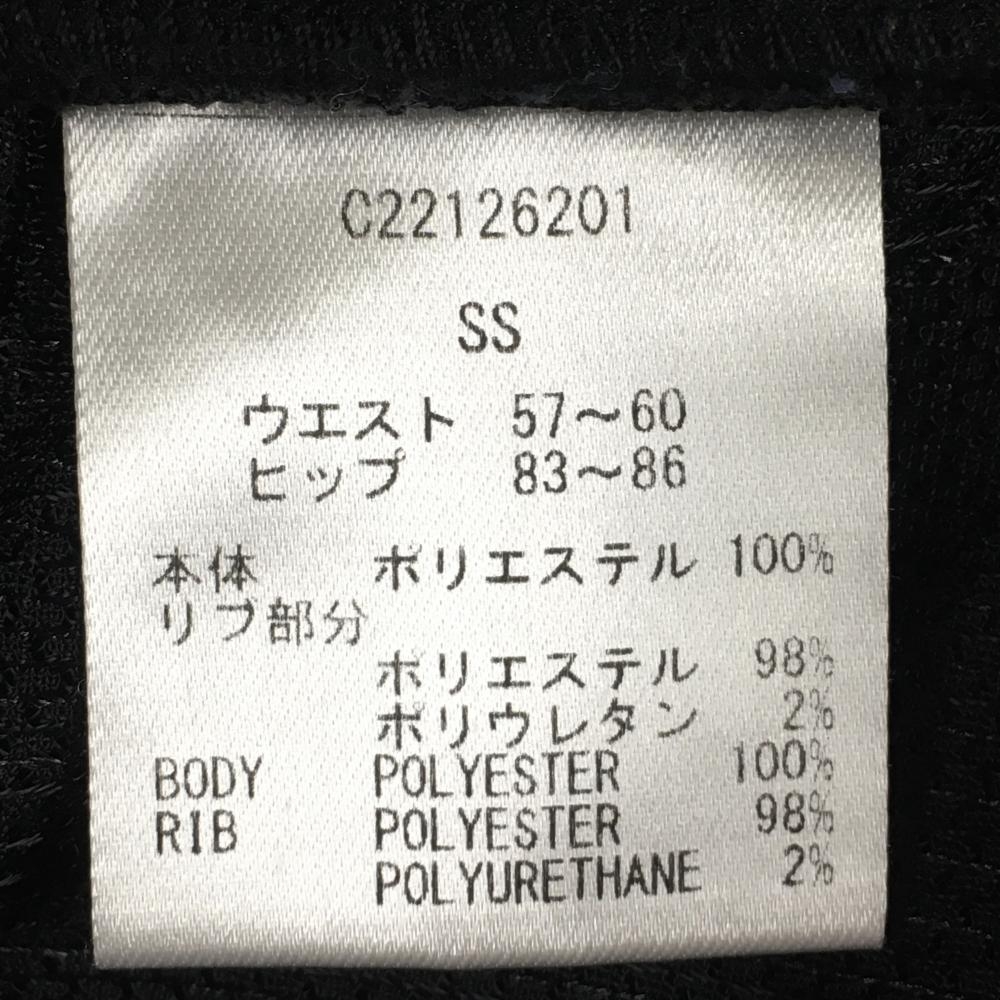 C22126201
SS
ウエスト 57～60
ヒップ 83～86
本体 ポリエステル 100%
リブ部分
ポリエステル 98%
ポリウレタン 2%
BODY POLYESTER 100%
RIB POLYESTER 98%
POLYURETHANE 2%